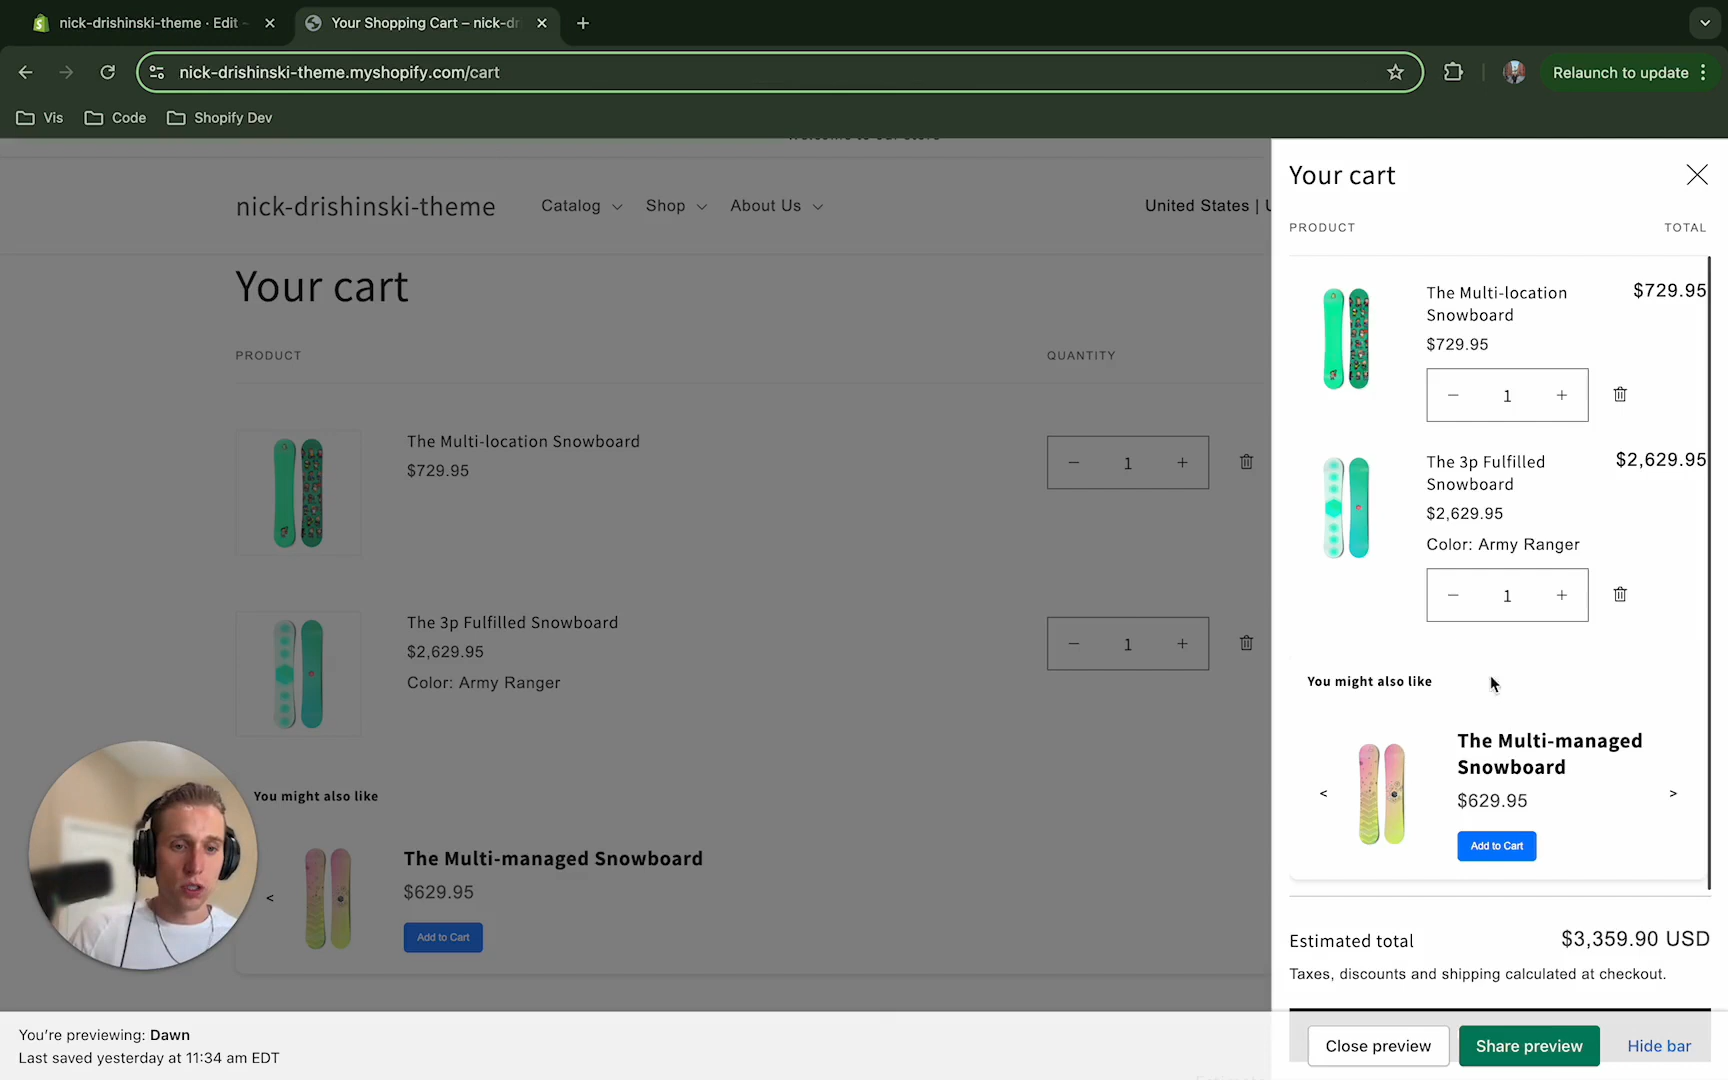 nick-drishinski-theme · Edit
Your Shopping Cart – nick-dr
nick-drishinski-theme.myshopify.com/cart
Relaunch to update
Vis
Code
Shopify Dev
Welcome to our store
nick-drishinski-theme
Catalog
Shop
About Us
United States |
Your cart
PRODUCT
QUANTITY
The Multi-location Snowboard
$729.95
− 1 +
The 3p Fulfilled Snowboard
$2,629.95
Color: Army Ranger
− 1 +
You might also like
<
The Multi-managed Snowboard
$629.95
Add to Cart
Your cart
PRODUCT
TOTAL
The Multi-location
Snowboard
$729.95
$729.95
− 1 +
The 3p Fulfilled
Snowboard
$2,629.95
$2,629.95
Color: Army Ranger
− 1 +
You might also like
<
The Multi-managed
Snowboard
$629.95
>
Add to Cart
Estimated total
$3,359.90 USD
Taxes, discounts and shipping calculated at checkout.
You're previewing: Dawn
Last saved yesterday at 11:34 am EDT
Close preview
Share preview
Hide bar